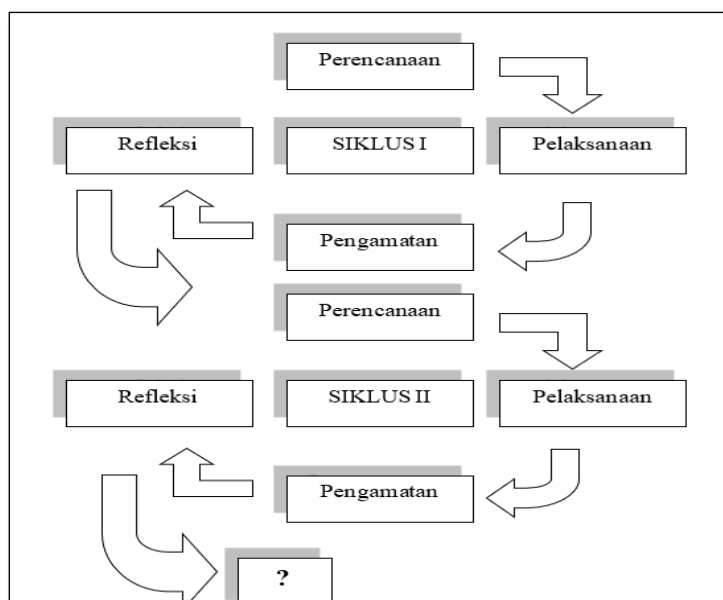 Perencanaan
Refleksi
SIKLUS I
Pelaksanaan
Pengamatan
Perencanaan
Refleksi
SIKLUS II
Pelaksanaan
Pengamatan
?